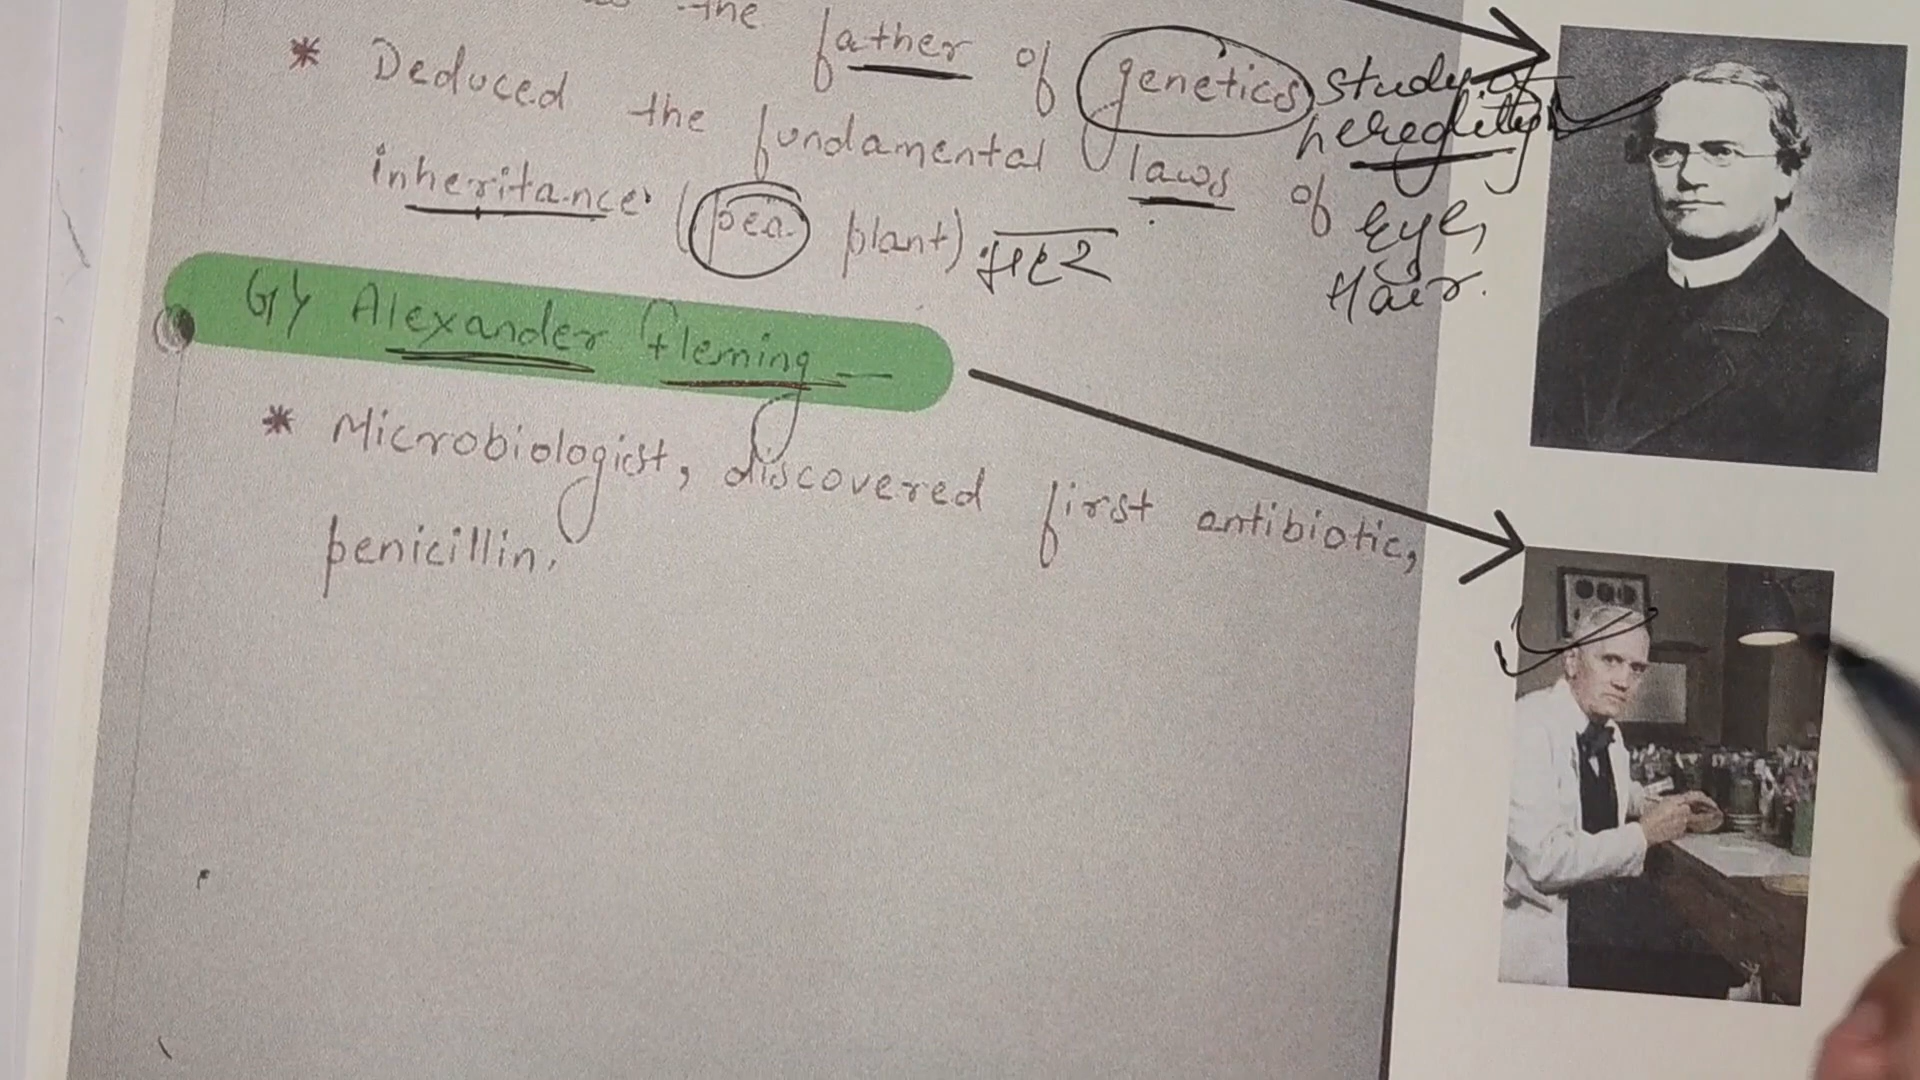 the father of genetics study of
heredity
* Deduced the fundamental laws of Eye,
inheritance (pea plant) मटर Hair.
G) Alexander fleming —
* Microbiologist, discovered first antibiotic,
penicillin.